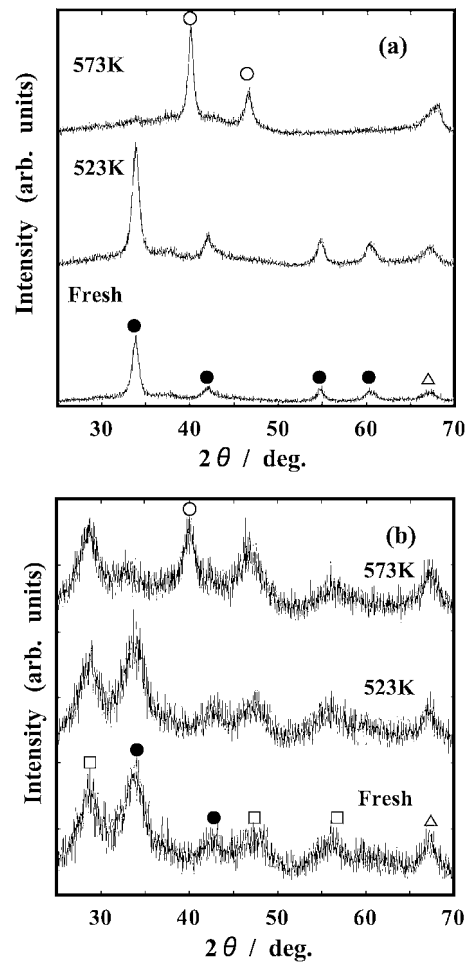 (a)
573K
523K
Fresh
Intensity (arb. units)
30 40 50 60 70
2θ / deg.
(b)
573K
523K
Fresh
Intensity (arb. units)
30 40 50 60 70
2θ / deg.